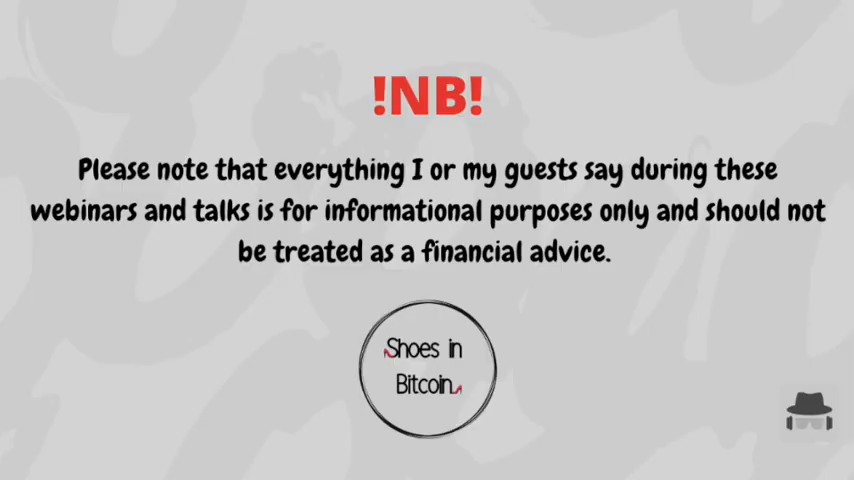 !NB!
Please note that everything I or my guests say during these
webinars and talks is for informational purposes only and should not
be treated as a financial advice.
Shoes in
Bitcoin